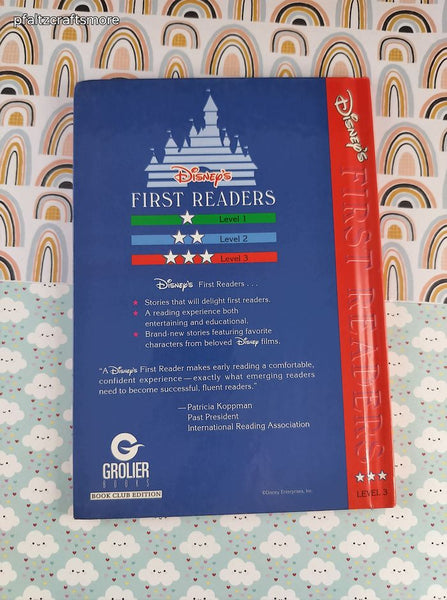 pfaltzcraftsmore
Disney's
FIRST READERS
Level 1
Level 2
Level 3
Disney's First Readers . . .
Stories that will delight first readers.
A reading experience both
entertaining and educational.
Brand-new stories featuring favorite
characters from beloved Disney films.
“A Disney's First Reader makes early reading a comfortable,
confident experience—exactly what emerging readers
need to become successful, fluent readers.”
—Patricia Koppman
Past President
International Reading Association
G
GROLIER
BOOKS
BOOK CLUB EDITION
©Disney Enterprises, Inc.
Disney's
FIRST READERS
LEVEL 3